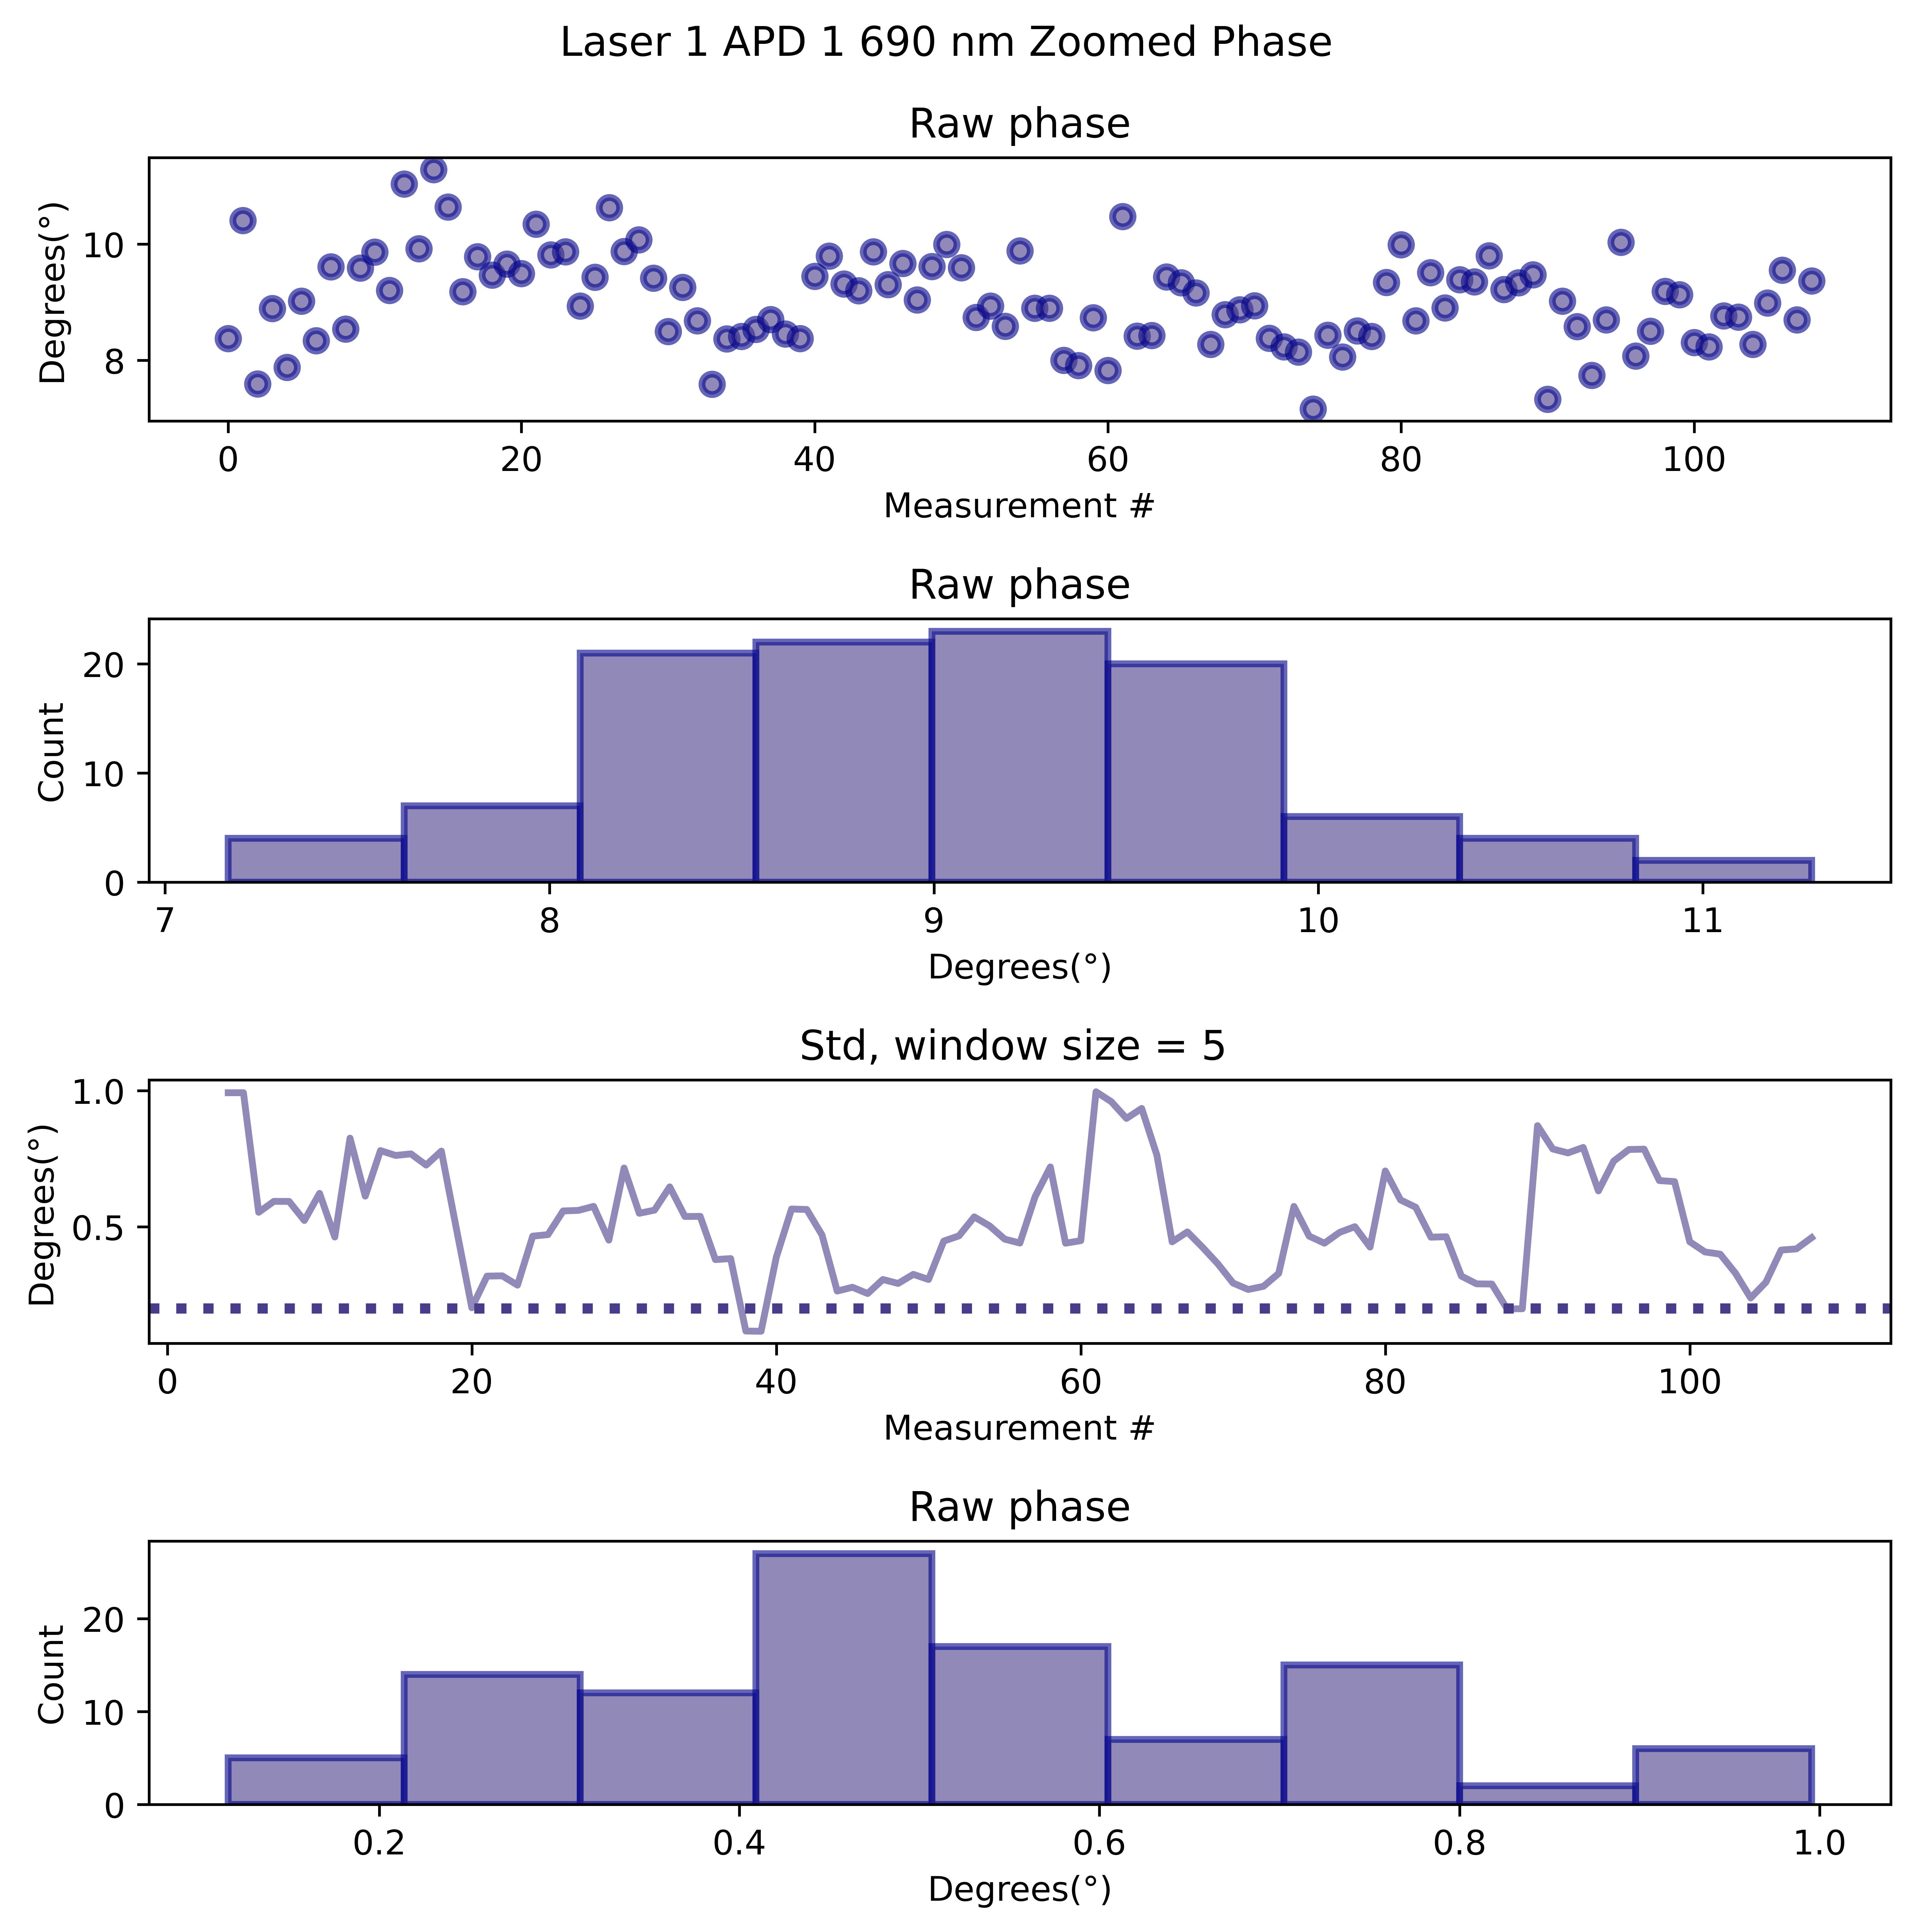 Laser 1 APD 1 690 nm Zoomed Phase
Raw phase
Degrees(°)
10
8
0 20 40 60 80 100
Measurement #
Raw phase
Count
20
10
0
7 8 9 10 11
Degrees(°)
Std, window size = 5
Degrees(°)
1.0
0.5
0 20 40 60 80 100
Measurement #
Raw phase
Count
20
10
0
0.2 0.4 0.6 0.8 1.0
Degrees(°)